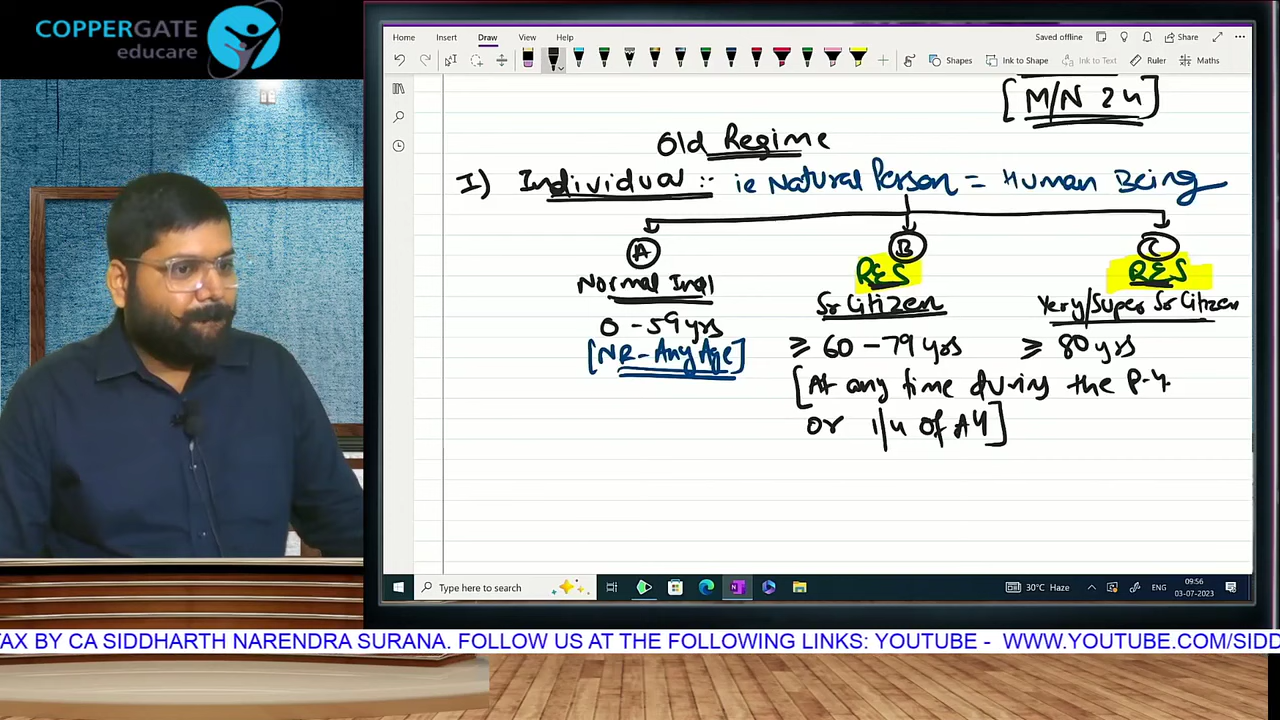 COPPERGATE
educare
Home Insert Draw View Help
Saved offline
Share
Shapes
Ink to Shape
Ink to Text
Ruler
Maths
[M/N 24]
Old Regime
I) Individual :- ie Natural Person = Human Being
A B C
Normal Indl
RES
Sr Citizen
RES
Very/Super Sr Citizen
0 - 59 yrs
≥ 60 - 79 yrs
≥ 80 yrs
[NR - Any Age]
[At any time during the P.Y.
or 1/4 of AY]
Type here to search
30°C Haze
ENG
09:56
03-07-2023
TAX BY CA SIDDHARTH NARENDRA SURANA. FOLLOW US AT THE FOLLOWING LINKS: YOUTUBE - WWW.YOUTUBE.COM/SIDD